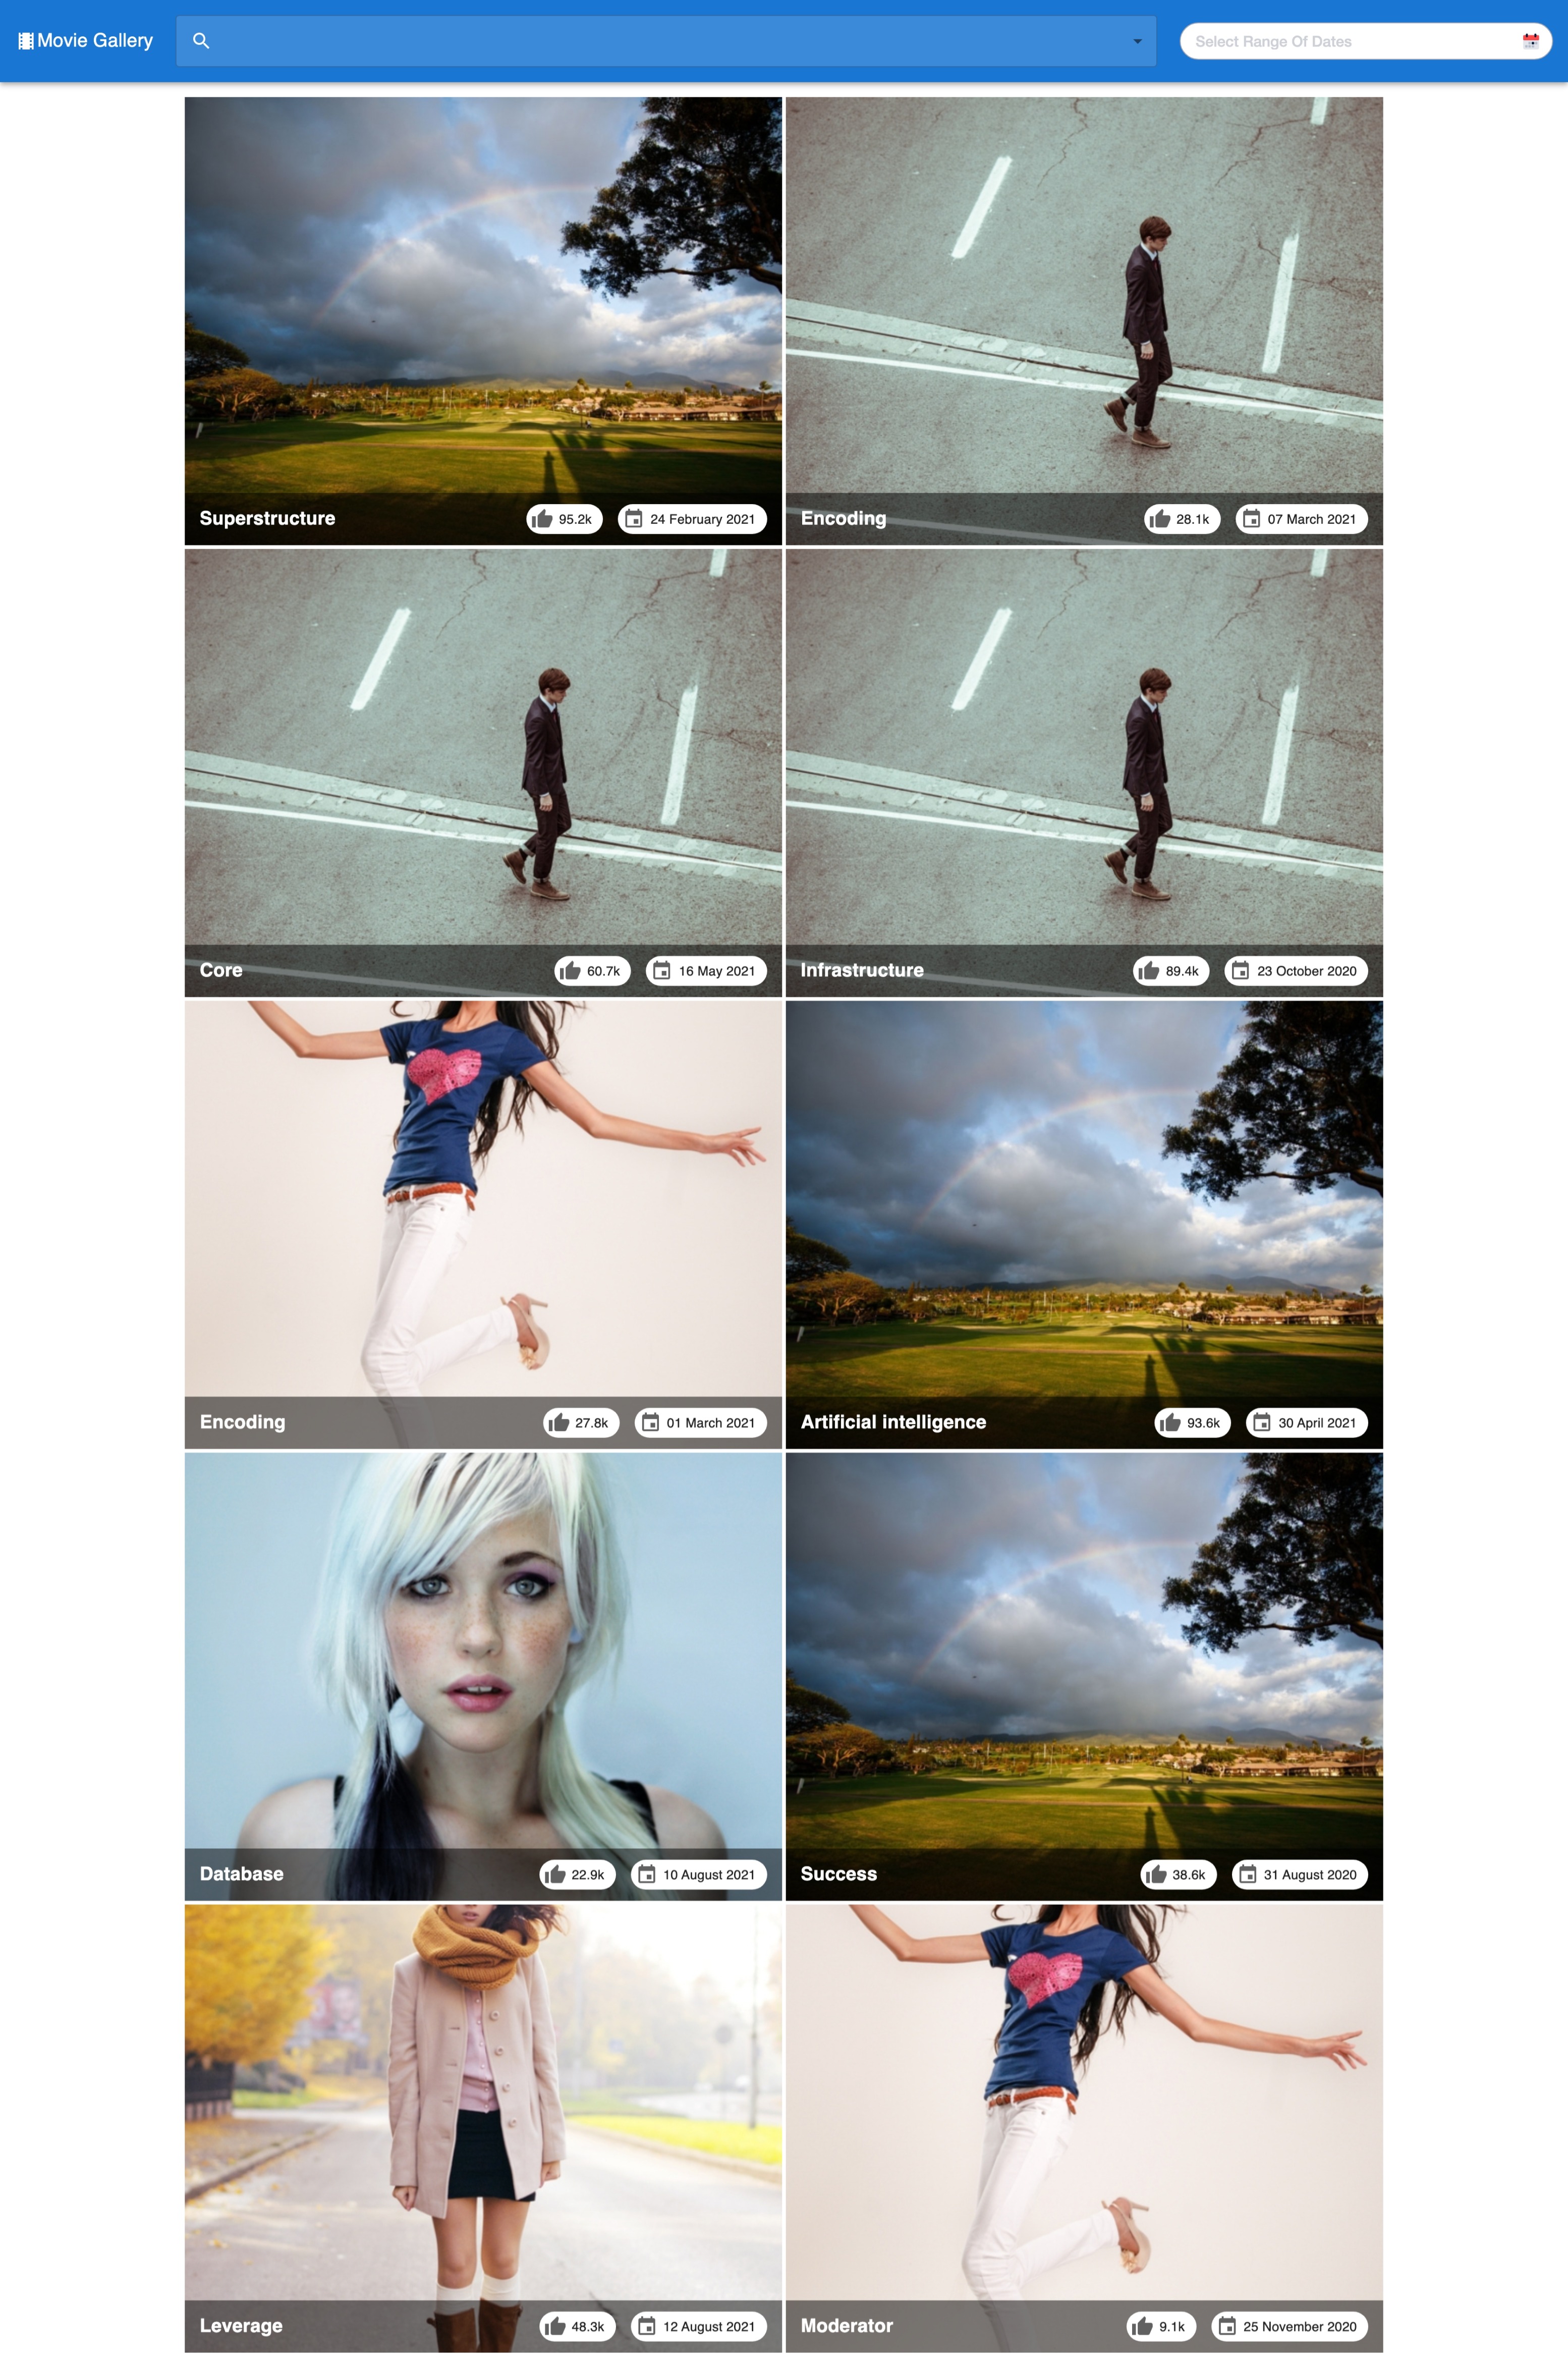 Movie Gallery
Select Range Of Dates
Superstructure 95.2k 24 February 2021
Encoding 28.1k 07 March 2021
Core 60.7k 16 May 2021
Infrastructure 89.4k 23 October 2020
Encoding 27.8k 01 March 2021
Artificial intelligence 93.6k 30 April 2021
Database 22.9k 10 August 2021
Success 38.6k 31 August 2020
Leverage 48.3k 12 August 2021
Moderator 9.1k 25 November 2020